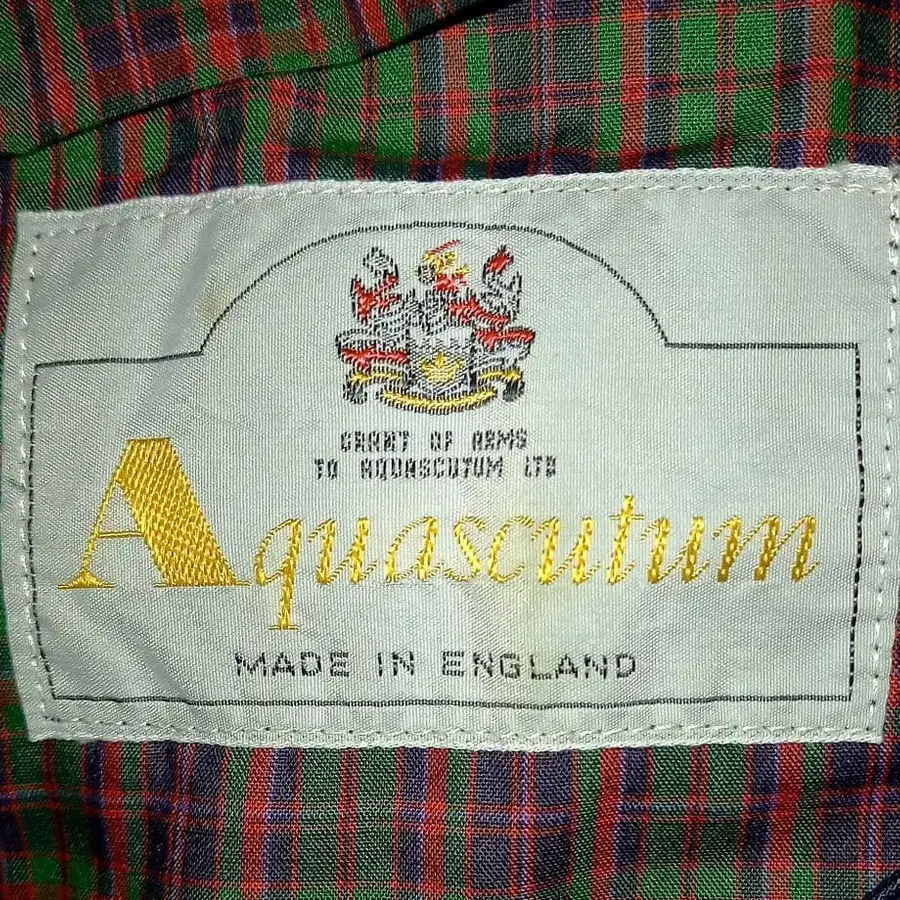 GRANT OF ARMS
TO AQUASCUTUM LTD
Aquascutum
MADE IN ENGLAND